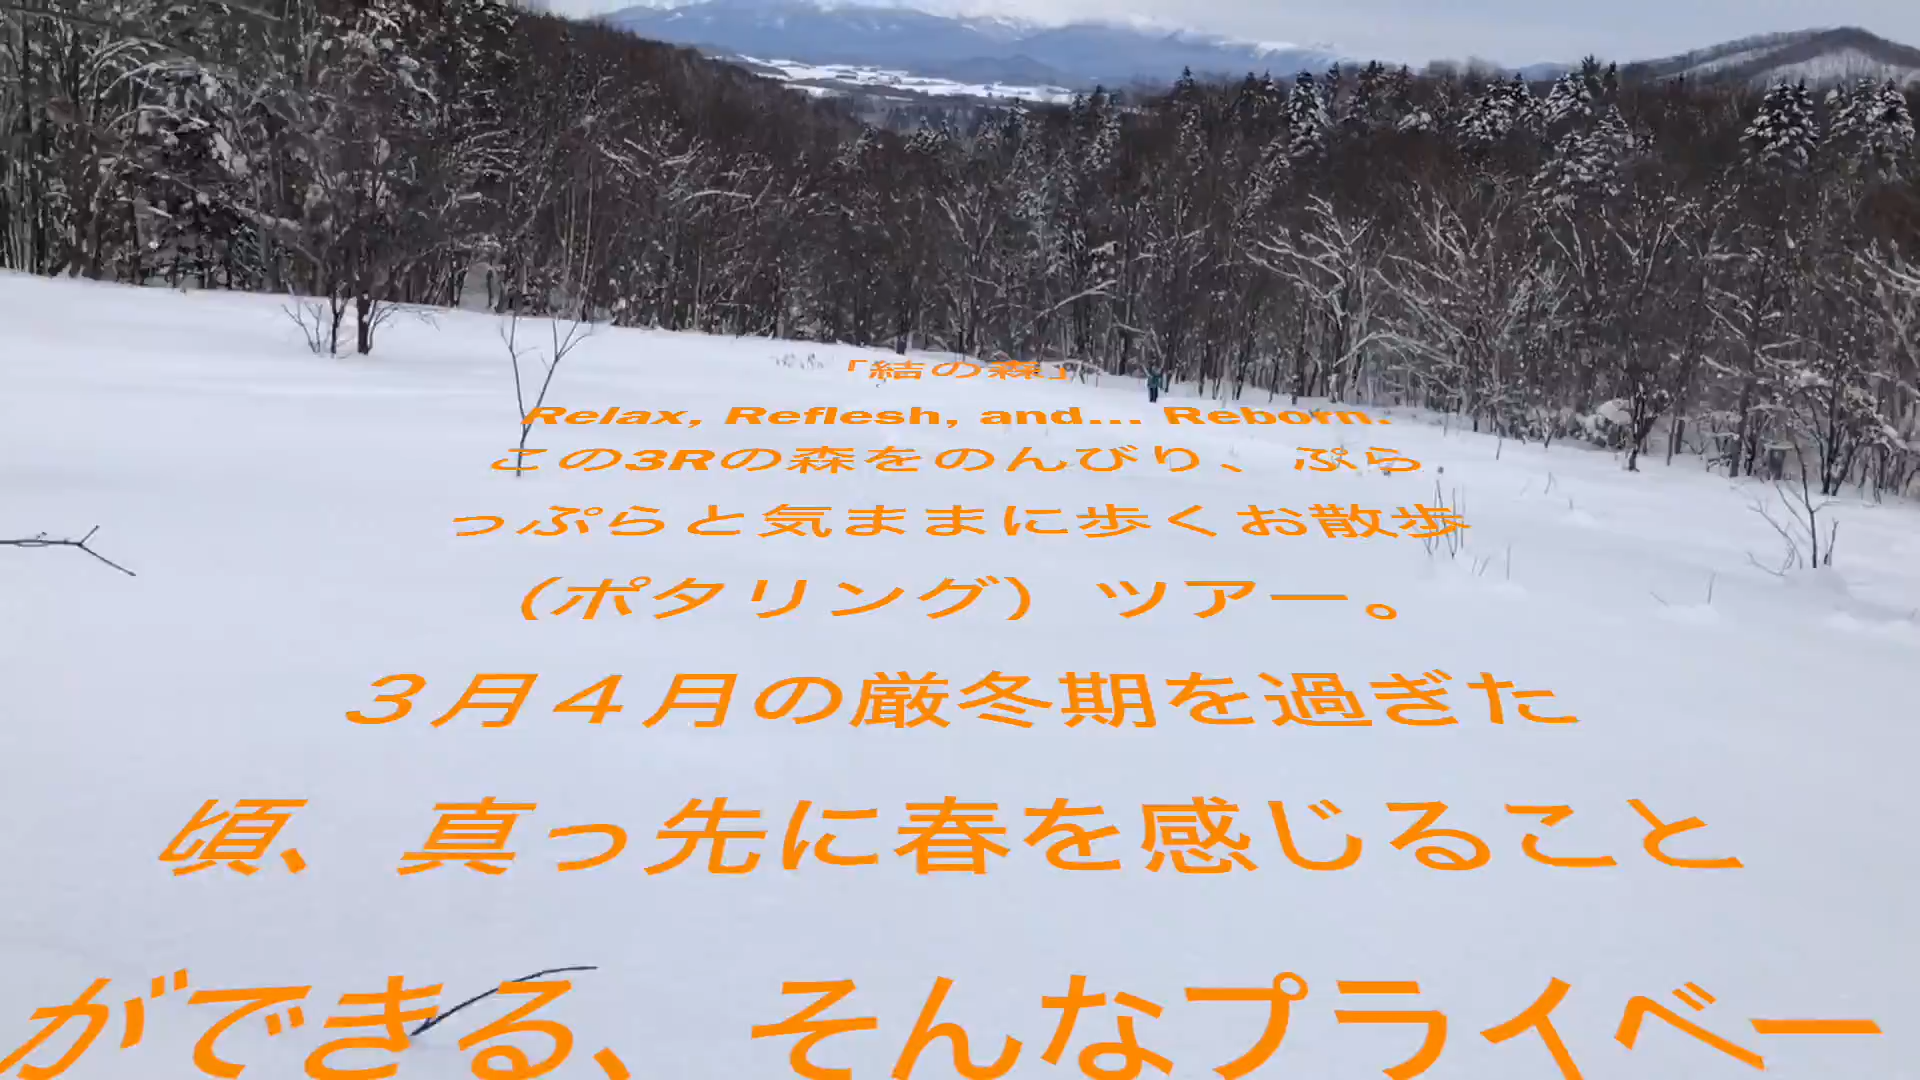 「結の森」
Relax, Reflesh, and... Reborn.
この3Rの森をのんびり、ぷら
っぷらと気ままに歩くお散歩
（ポタリング）ツアー。
３月４月の厳冬期を過ぎた
頃、真っ先に春を感じること
ができる、そんなプライベー